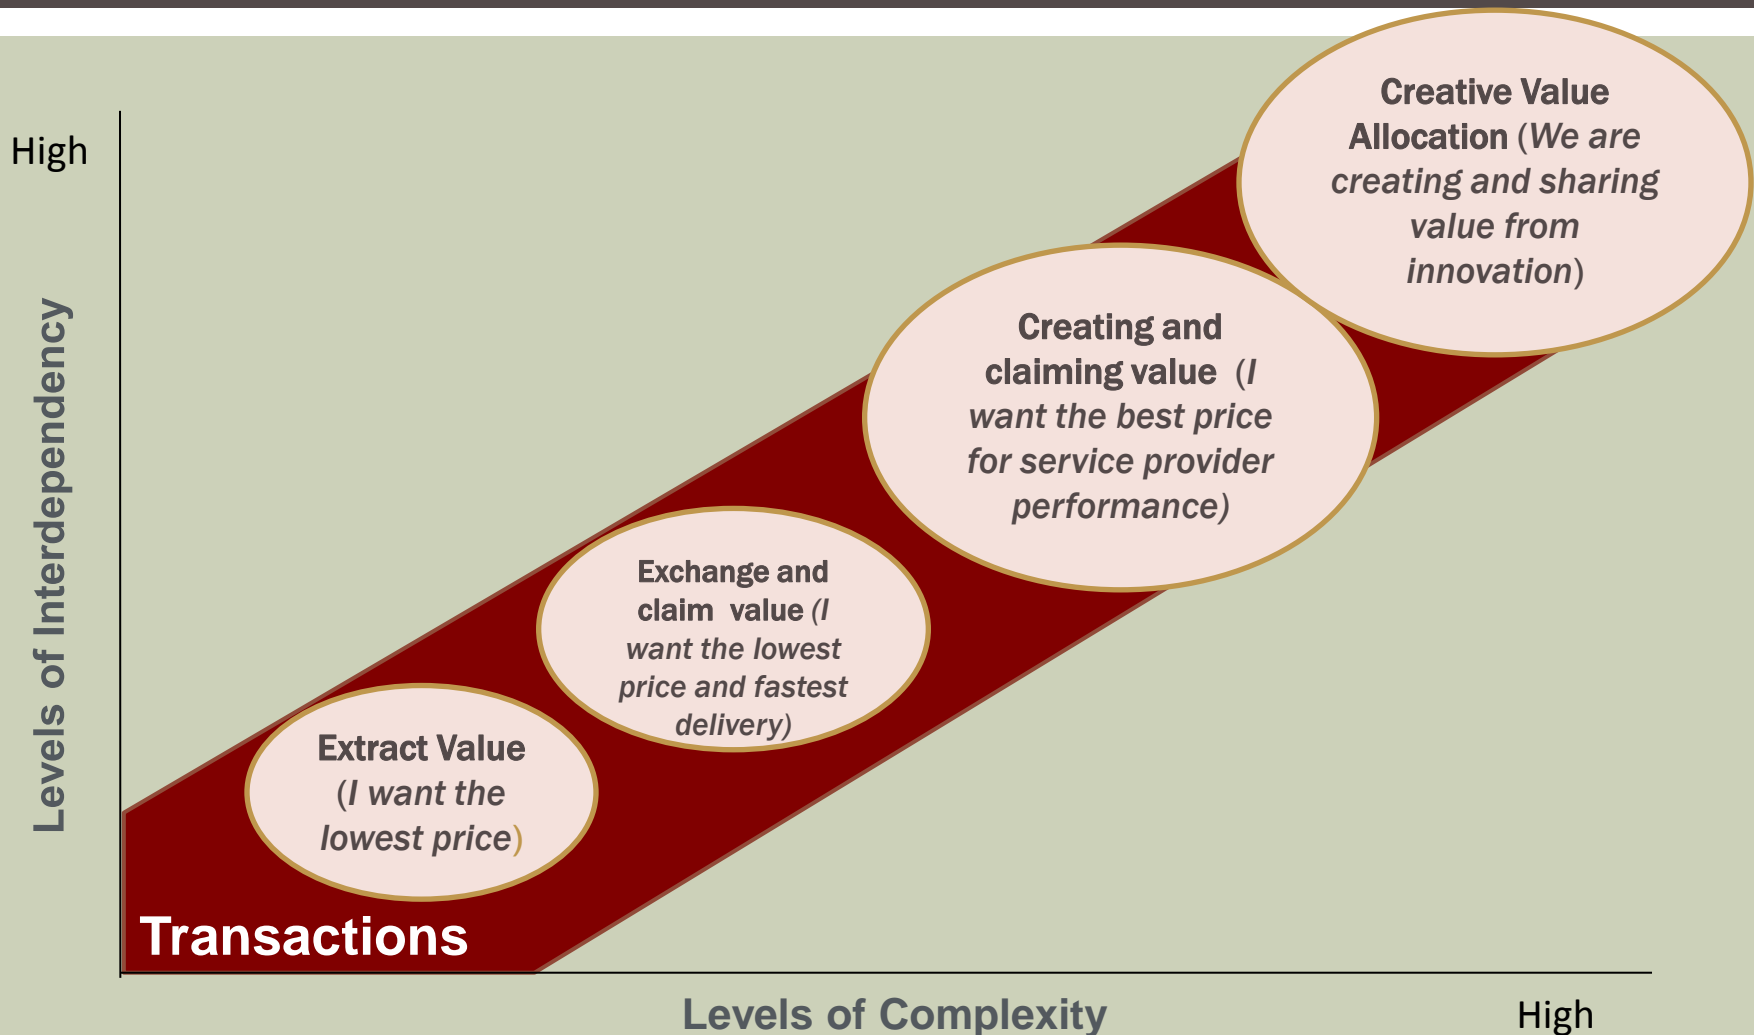 High
Levels of Interdependency
Creative Value
Allocation (We are
creating and sharing
value from
innovation)
Creating and
claiming value (I
want the best price
for service provider
performance)
Exchange and
claim value (I
want the lowest
price and fastest
delivery)
Extract Value
(I want the
lowest price)
Transactions
Levels of Complexity
High